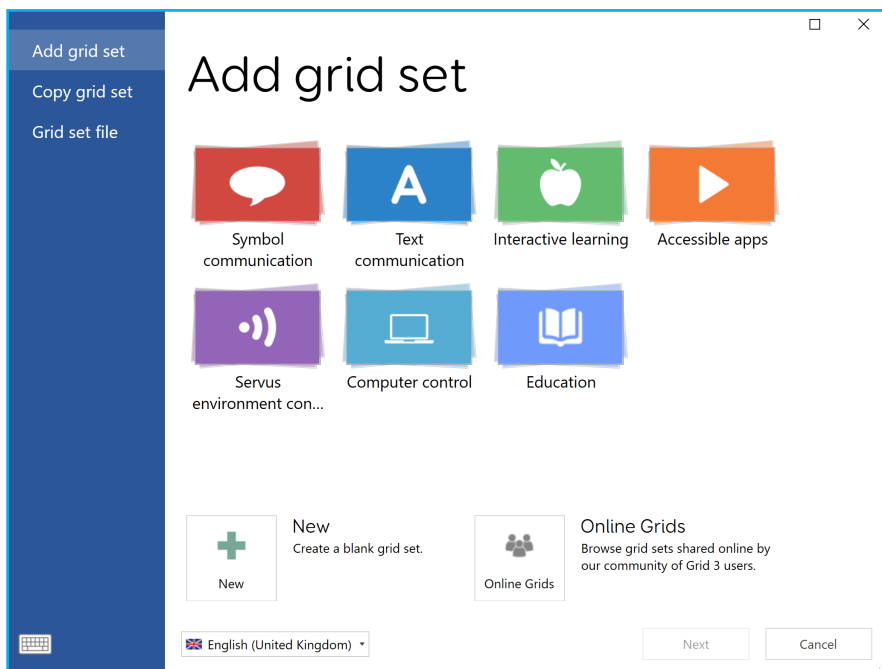 Add grid set
Copy grid set
Grid set file
Add grid set
Symbol
communication
Text
communication
Interactive learning
Accessible apps
Servus
environment con...
Computer control
Education
New
New
Create a blank grid set.
Online Grids
Online Grids
Browse grid sets shared online by
our community of Grid 3 users.
English (United Kingdom)
Next
Cancel